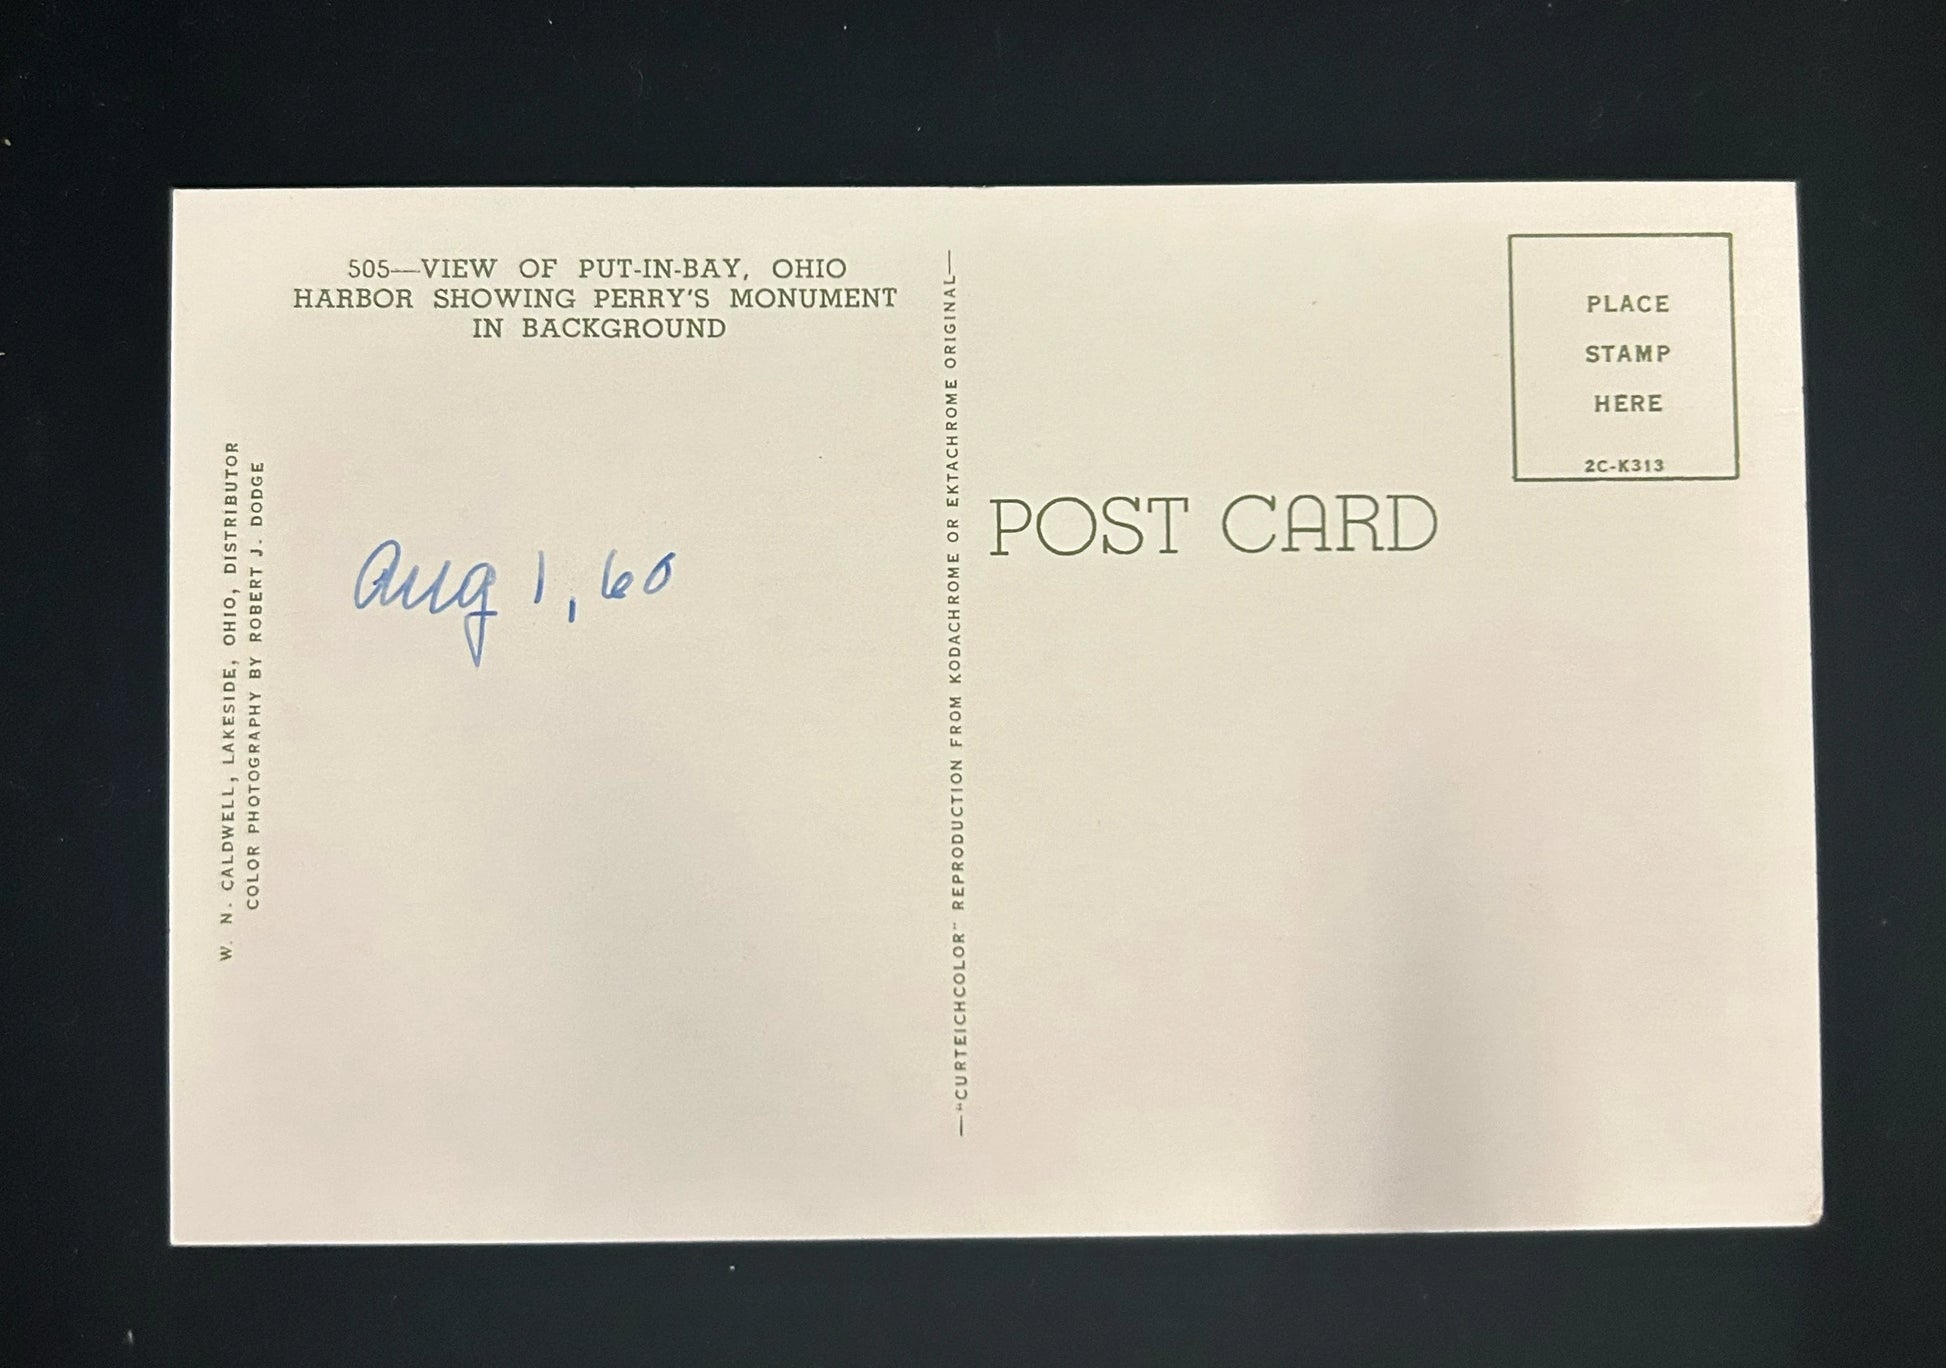 505—VIEW OF PUT-IN-BAY, OHIO
HARBOR SHOWING PERRY'S MONUMENT
IN BACKGROUND
W. N. CALDWELL, LAKESIDE, OHIO, DISTRIBUTOR
COLOR PHOTOGRAPHY BY ROBERT J. DODGE
Aug 1, 60
—"CURTEICHCOLOR" REPRODUCTION FROM KODACHROME OR EKTACHROME ORIGINAL—
POST CARD
PLACE
STAMP
HERE
2C-K313